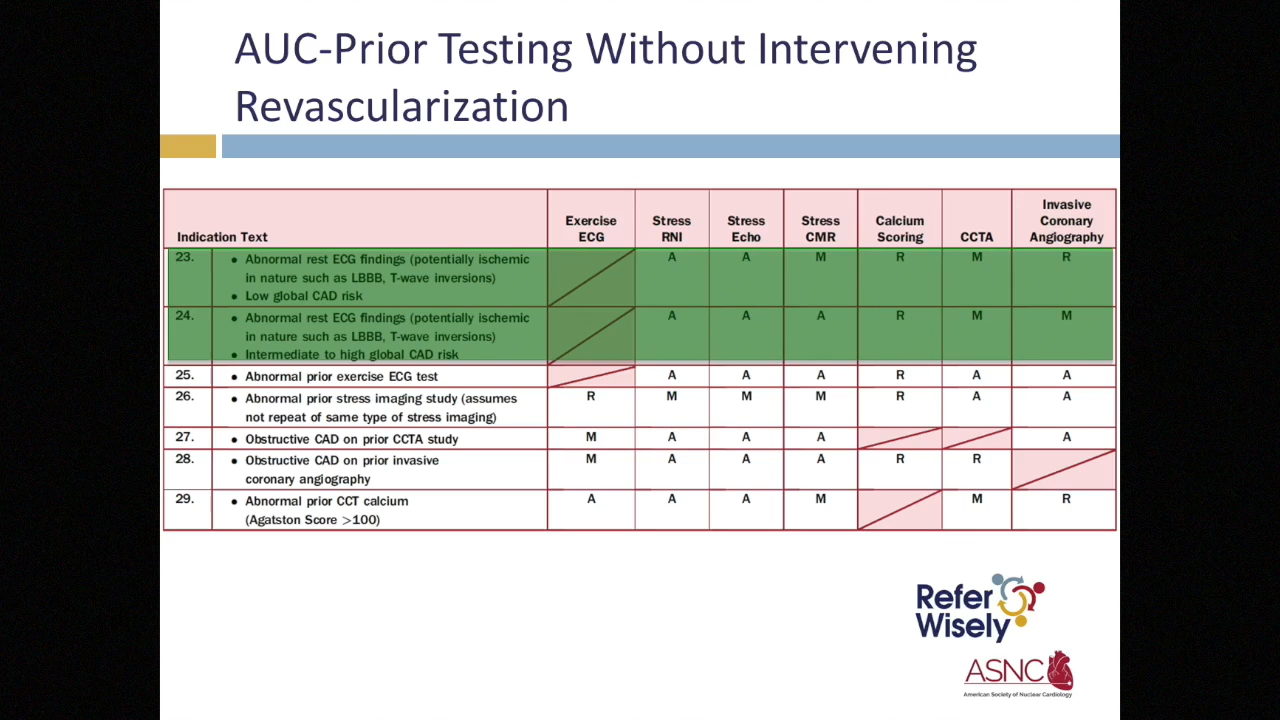 AUC-Prior Testing Without Intervening
Revascularization
Indication Text
Exercise
ECG
Stress
RNI
Stress
Echo
Stress
CMR
Calcium
Scoring
CCTA
Invasive
Coronary
Angiography
23. • Abnormal rest ECG findings (potentially ischemic A A M R M R
in nature such as LBBB, T-wave inversions)
• Low global CAD risk
24. • Abnormal rest ECG findings (potentially ischemic A A A R M M
in nature such as LBBB, T-wave inversions)
• Intermediate to high global CAD risk
25. • Abnormal prior exercise ECG test A A A R A A
26. • Abnormal prior stress imaging study (assumes R M M M R A A
not repeat of same type of stress imaging)
27. • Obstructive CAD on prior CCTA study M A A A A
28. • Obstructive CAD on prior invasive M A A A R R
coronary angiography
29. • Abnormal prior CCT calcium A A A M M R
(Agatston Score >100)
Refer
Wisely
ASNC
American Society of Nuclear Cardiology